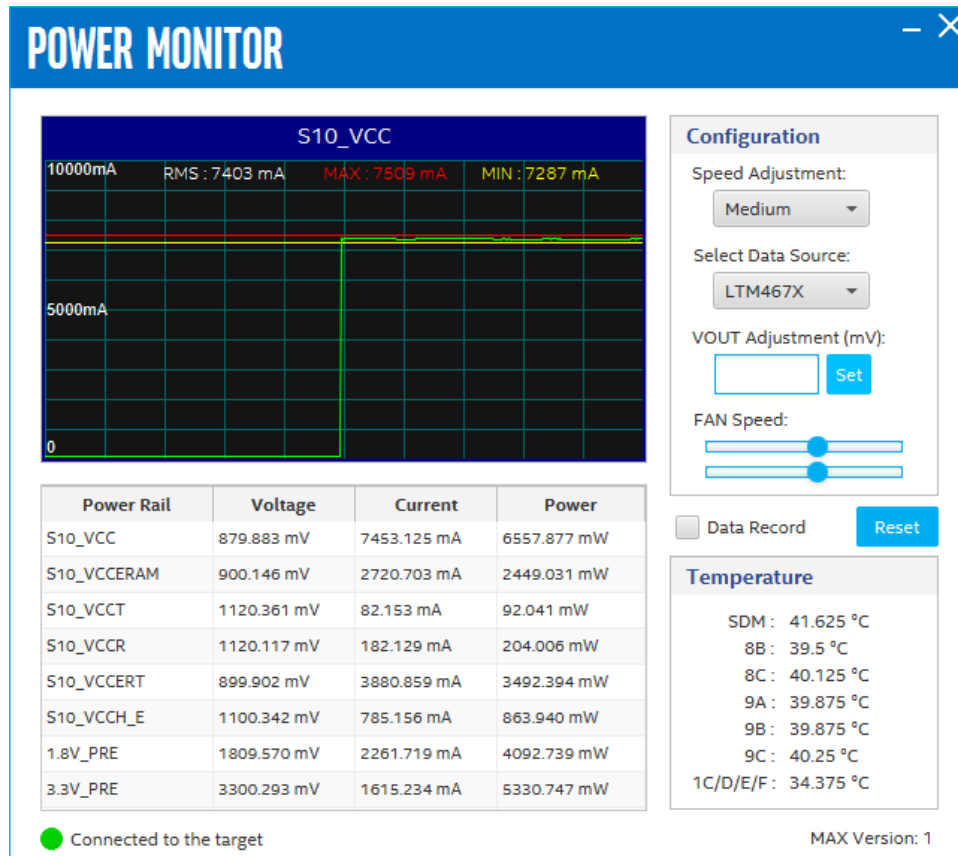 POWER MONITOR
S10_VCC
10000mA RMS : 7403 mA MAX : 7509 mA MIN : 7287 mA
5000mA
0
Configuration
Speed Adjustment:
Medium
Select Data Source:
LTM467X
VOUT Adjustment (mV):
Set
FAN Speed:
Power Rail Voltage Current Power
S10_VCC 879.883 mV 7453.125 mA 6557.877 mW
S10_VCCERAM 900.146 mV 2720.703 mA 2449.031 mW
S10_VCCT 1120.361 mV 82.153 mA 92.041 mW
S10_VCCR 1120.117 mV 182.129 mA 204.006 mW
S10_VCCERT 899.902 mV 3880.859 mA 3492.394 mW
S10_VCCH_E 1100.342 mV 785.156 mA 863.940 mW
1.8V_PRE 1809.570 mV 2261.719 mA 4092.739 mW
3.3V_PRE 3300.293 mV 1615.234 mA 5330.747 mW
Data Record Reset
Temperature
SDM : 41.625 °C
8B : 39.5 °C
8C : 40.125 °C
9A : 39.875 °C
9B : 39.875 °C
9C : 40.25 °C
1C/D/E/F : 34.375 °C
Connected to the target
MAX Version: 1